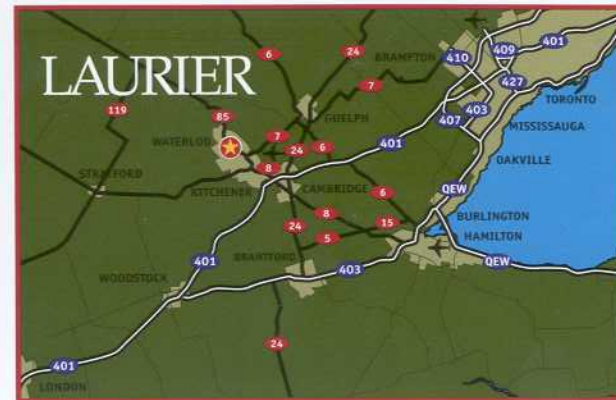 LAURIER
6
24
BRAMPTON
410
409
401
7
427
119
85
GUELPH
403
TORONTO
WATERLOO
7
24
6
401
407
MISSISSAUGA
STRATFORD
8
OAKVILLE
KITCHENER
CAMBRIDGE
6
QEW
8
15
BURLINGTON
24
5
HAMILTON
401
BRANTFORD
403
QEW
WOODSTOCK
24
401
LONDON